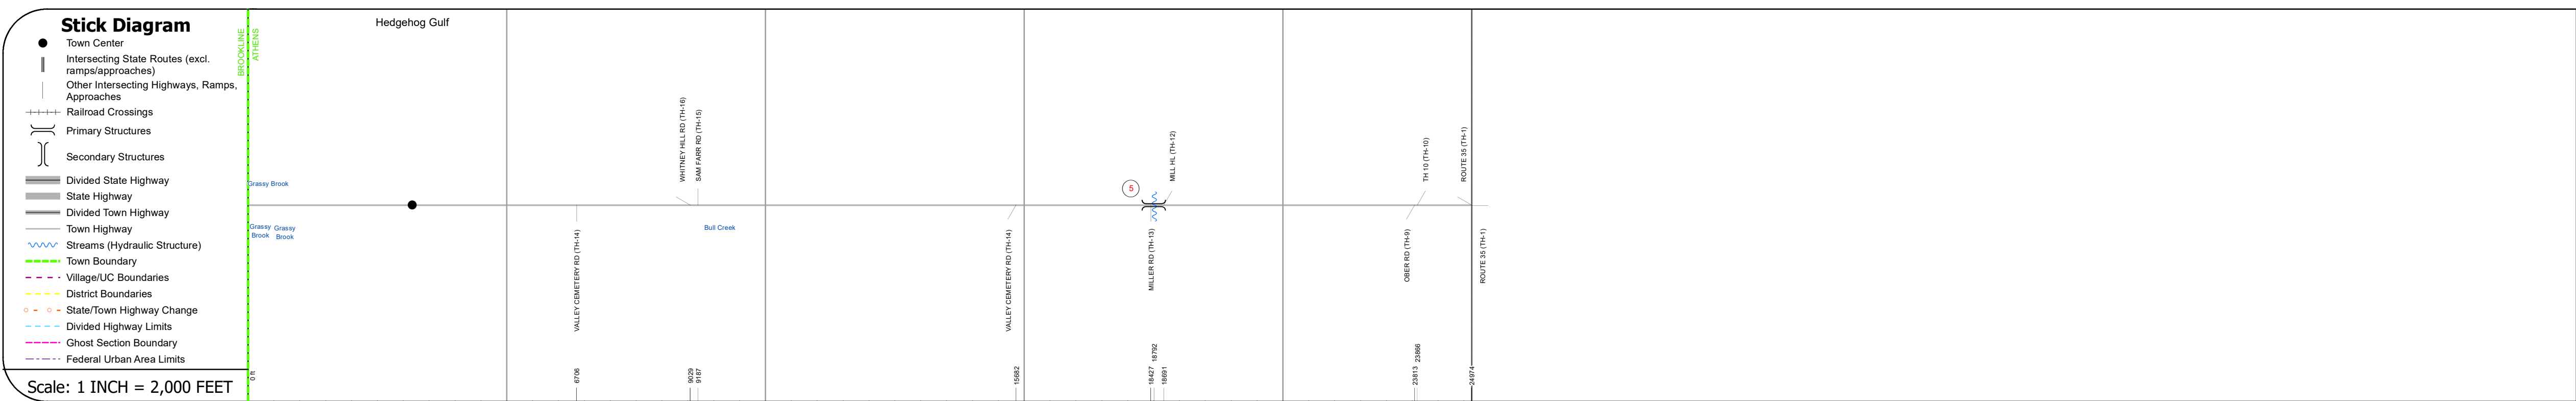 Stick Diagram
Town Center
Intersecting State Routes (excl.
ramps/approaches)
Other Intersecting Highways, Ramps,
Approaches
Railroad Crossings
Primary Structures
Secondary Structures
Divided State Highway
State Highway
Divided Town Highway
Town Highway
Streams (Hydraulic Structure)
Town Boundary
Village/UC Boundaries
District Boundaries
State/Town Highway Change
Divided Highway Limits
Ghost Section Boundary
Federal Urban Area Limits
Scale: 1 INCH = 2,000 FEET
BROOKLINE
ATHENS
Hedgehog Gulf
Grassy Brook
Grassy
Brook
Grassy
Brook
VALLEY CEMETERY RD (TH-14)
WHITNEY HILL RD (TH-16)
SAM FARR RD (TH-15)
Bull Creek
VALLEY CEMETERY RD (TH-14)
5
MILLER RD (TH-13)
MILL HL (TH-12)
OBER RD (TH-9)
TH 10 (TH-10)
ROUTE 35 (TH-1)
ROUTE 35 (TH-1)
0 ft
6706
9029
9187
15682
18427
18792
18691
23813
23866
24974